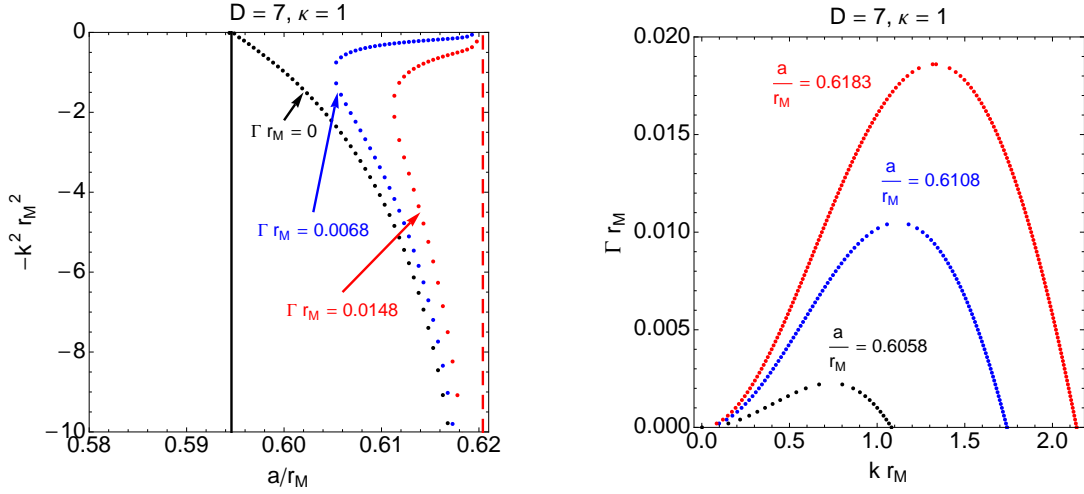 D = 7, κ = 1
0
−2
−4
−6
−8
−10
0.58
0.59
0.60
0.61
0.62
−k² r_M²
a/r_M
Γ r_M = 0
Γ r_M = 0.0068
Γ r_M = 0.0148
D = 7, κ = 1
0.020
0.015
0.010
0.005
0.000
0.0
0.5
1.0
1.5
2.0
Γ r_M
k r_M
a
r_M = 0.6183
a
r_M = 0.6108
a
r_M = 0.6058